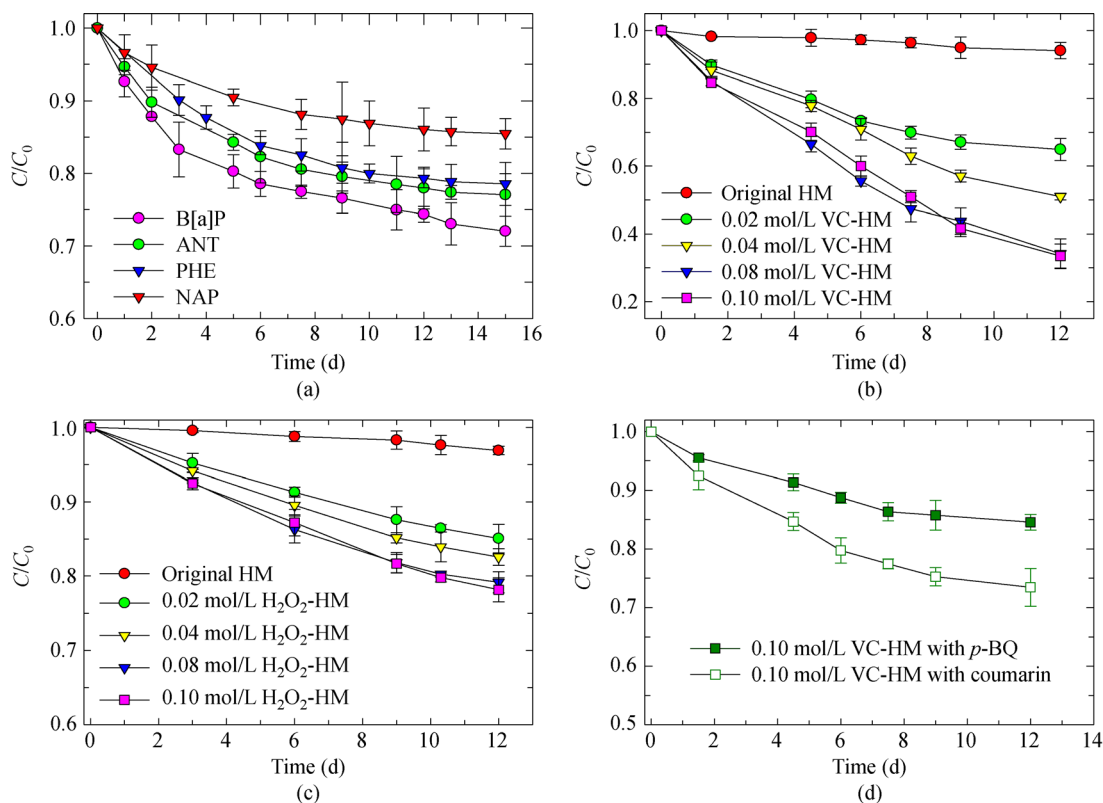 1.0
0.9
0.8
0.7
0.6
C/C0
B[a]P
ANT
PHE
NAP
0 2 4 6 8 10 12 14 16
Time (d)
(a)
1.0
0.8
0.6
0.4
0.2
C/C0
Original HM
0.02 mol/L VC-HM
0.04 mol/L VC-HM
0.08 mol/L VC-HM
0.10 mol/L VC-HM
0 2 4 6 8 10 12
Time (d)
(b)
1.0
0.9
0.8
0.7
0.6
C/C0
Original HM
0.02 mol/L H2O2-HM
0.04 mol/L H2O2-HM
0.08 mol/L H2O2-HM
0.10 mol/L H2O2-HM
0 2 4 6 8 10 12
Time (d)
(c)
1.0
0.9
0.8
0.7
0.6
0.5
C/C0
0.10 mol/L VC-HM with p-BQ
0.10 mol/L VC-HM with coumarin
0 2 4 6 8 10 12 14
Time (d)
(d)